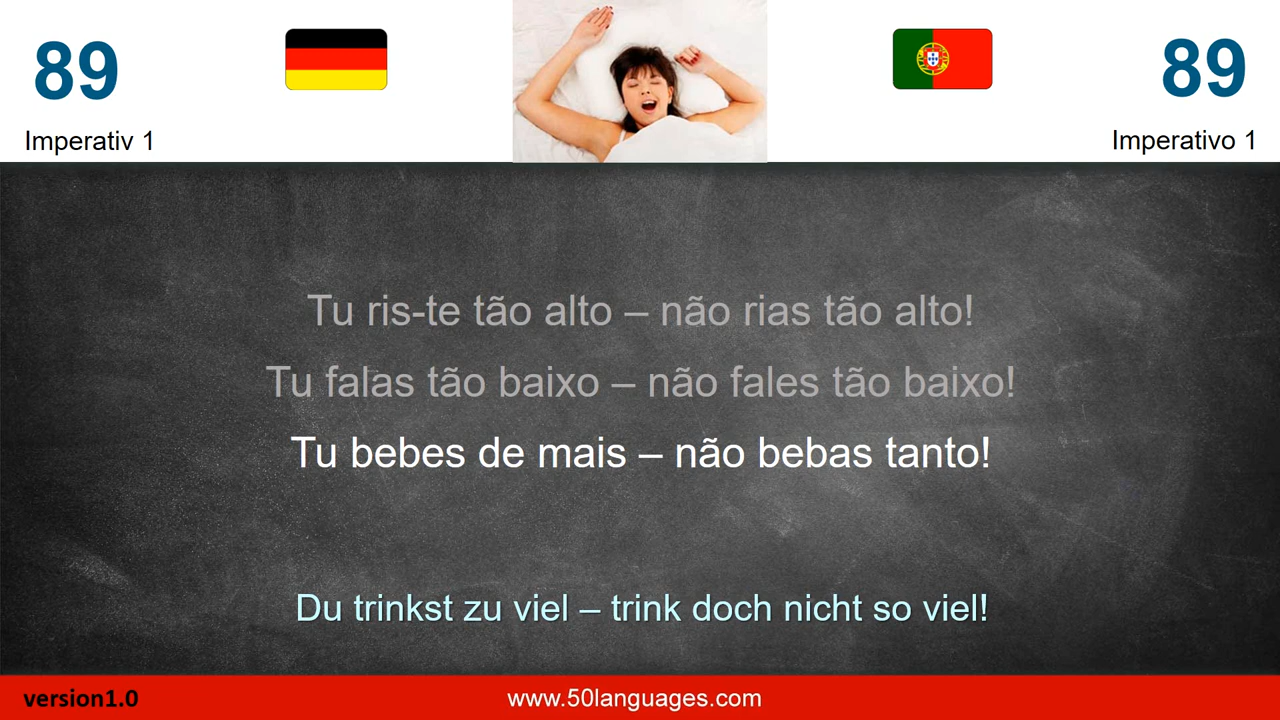 89
89
Imperativ 1
Imperativo 1
Tu ris-te tão alto – não rias tão alto!
Tu falas tão baixo – não fales tão baixo!
Tu bebes de mais – não bebas tanto!
Du trinkst zu viel – trink doch nicht so viel!
version1.0
www.50languages.com